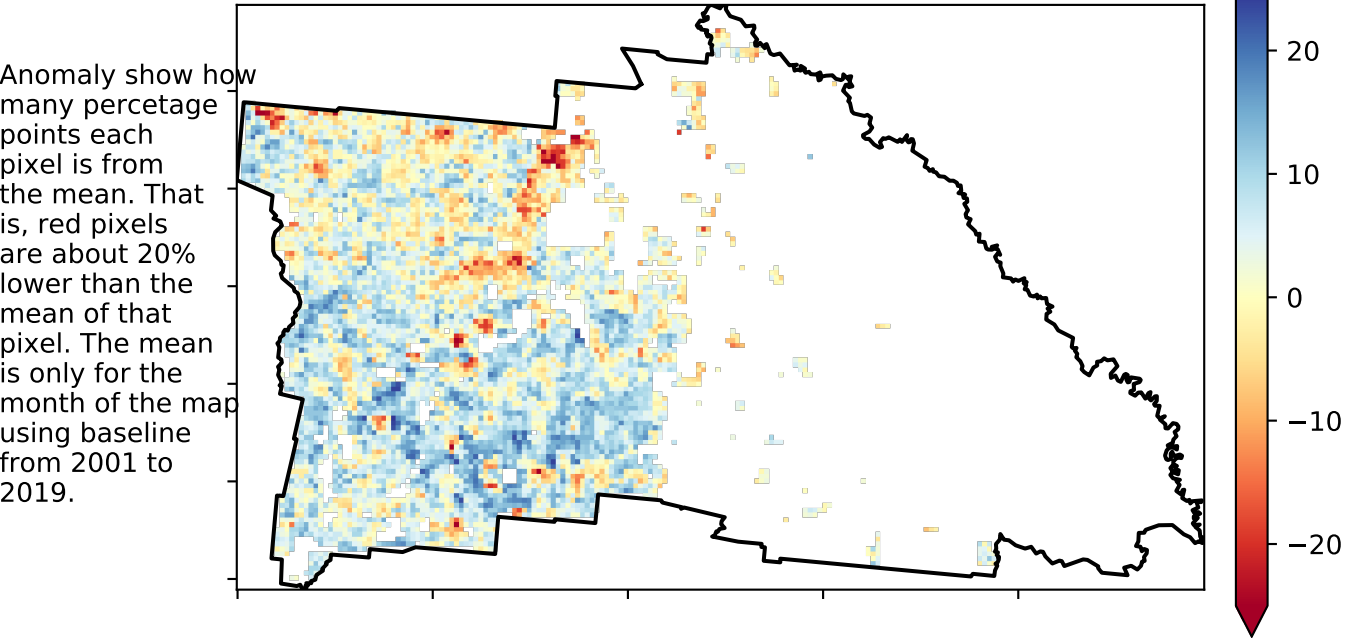 Anomaly show how
many percetage
points each
pixel is from
the mean. That
is, red pixels
are about 20%
lower than the
mean of that
pixel. The mean
is only for the
month of the map
using baseline
from 2001 to
2019.
20
10
0
−10
−20